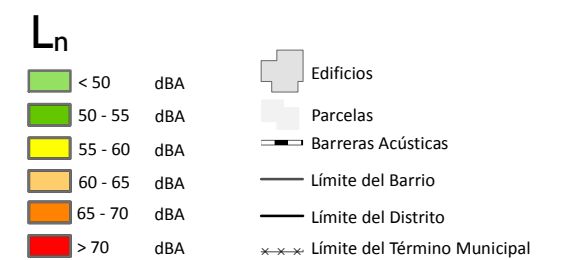 Ln
< 50 dBA
50 - 55 dBA
55 - 60 dBA
60 - 65 dBA
65 - 70 dBA
> 70 dBA
Edificios
Parcelas
Barreras Acústicas
Límite del Barrio
Límite del Distrito
Límite del Término Municipal